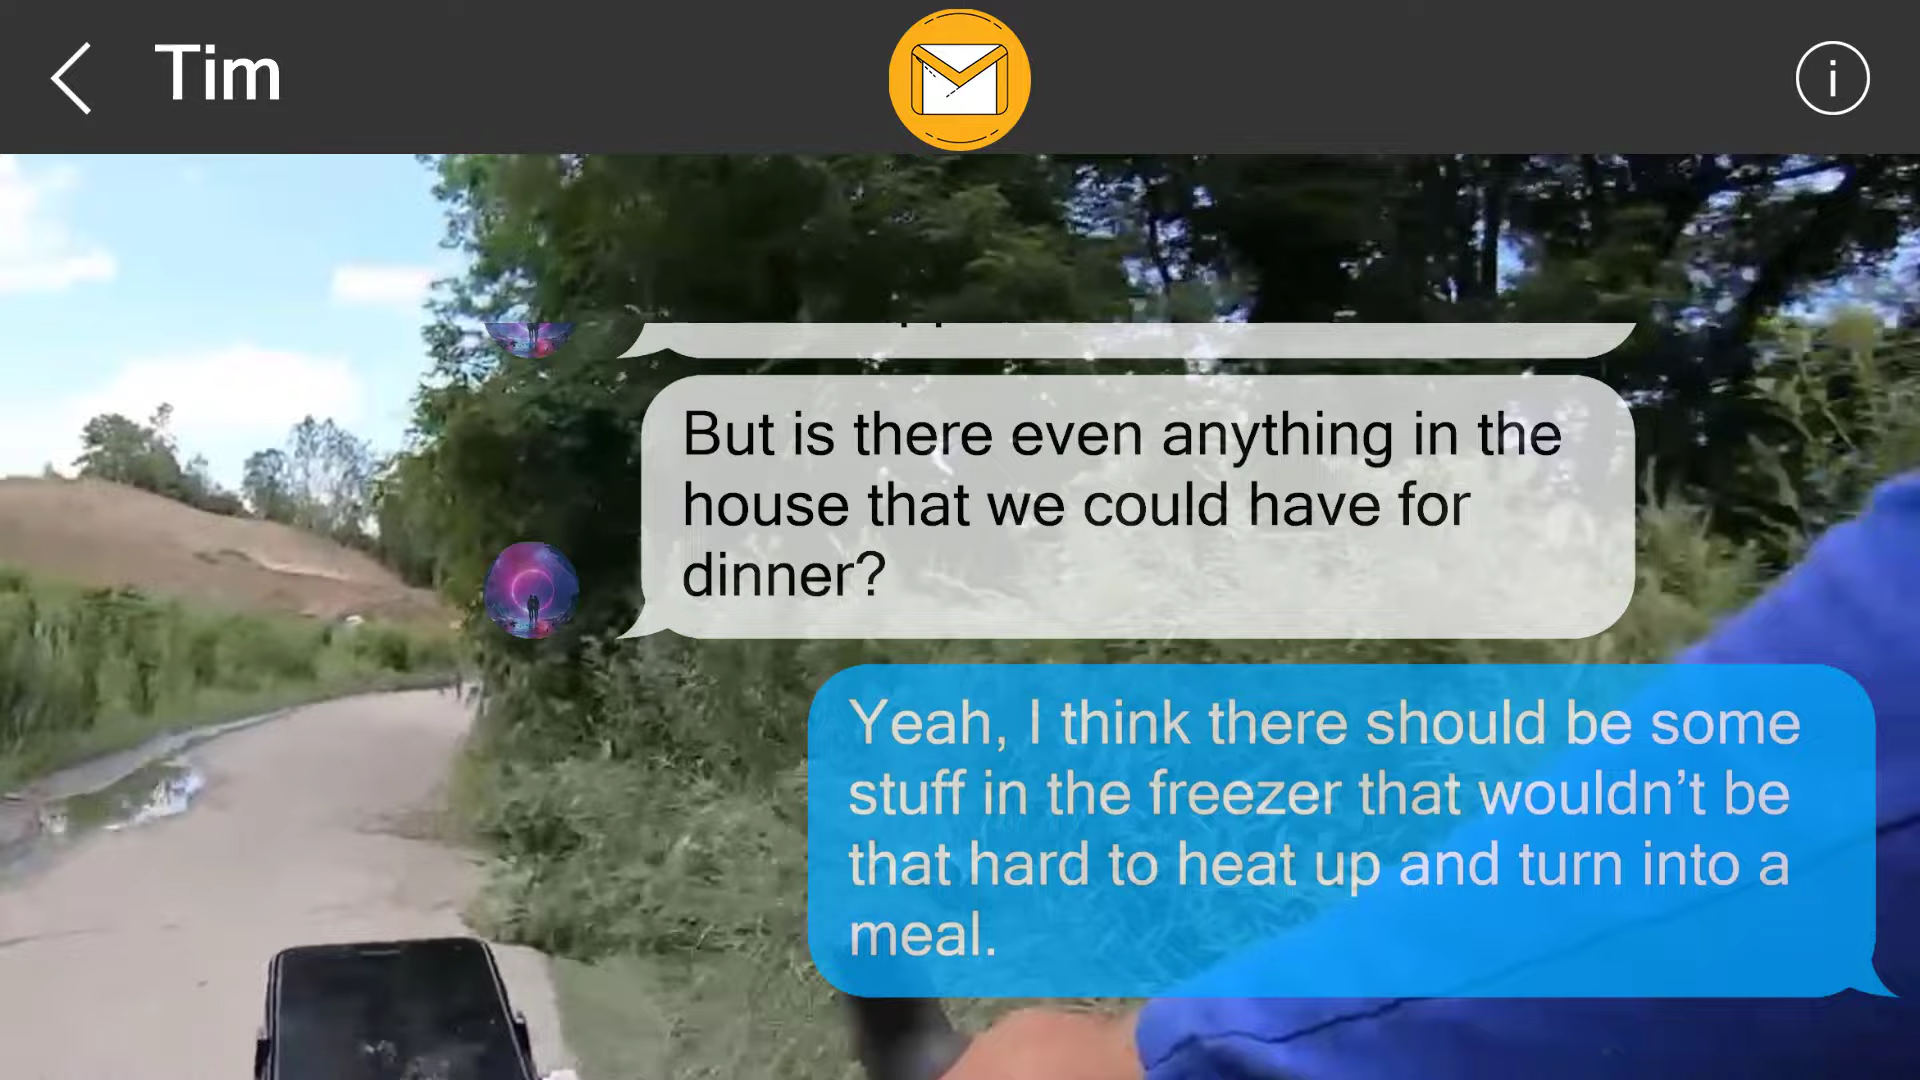 Tim
i
But is there even anything in the
house that we could have for
dinner?
Yeah, I think there should be some
stuff in the freezer that wouldn’t be
that hard to heat up and turn into a
meal.